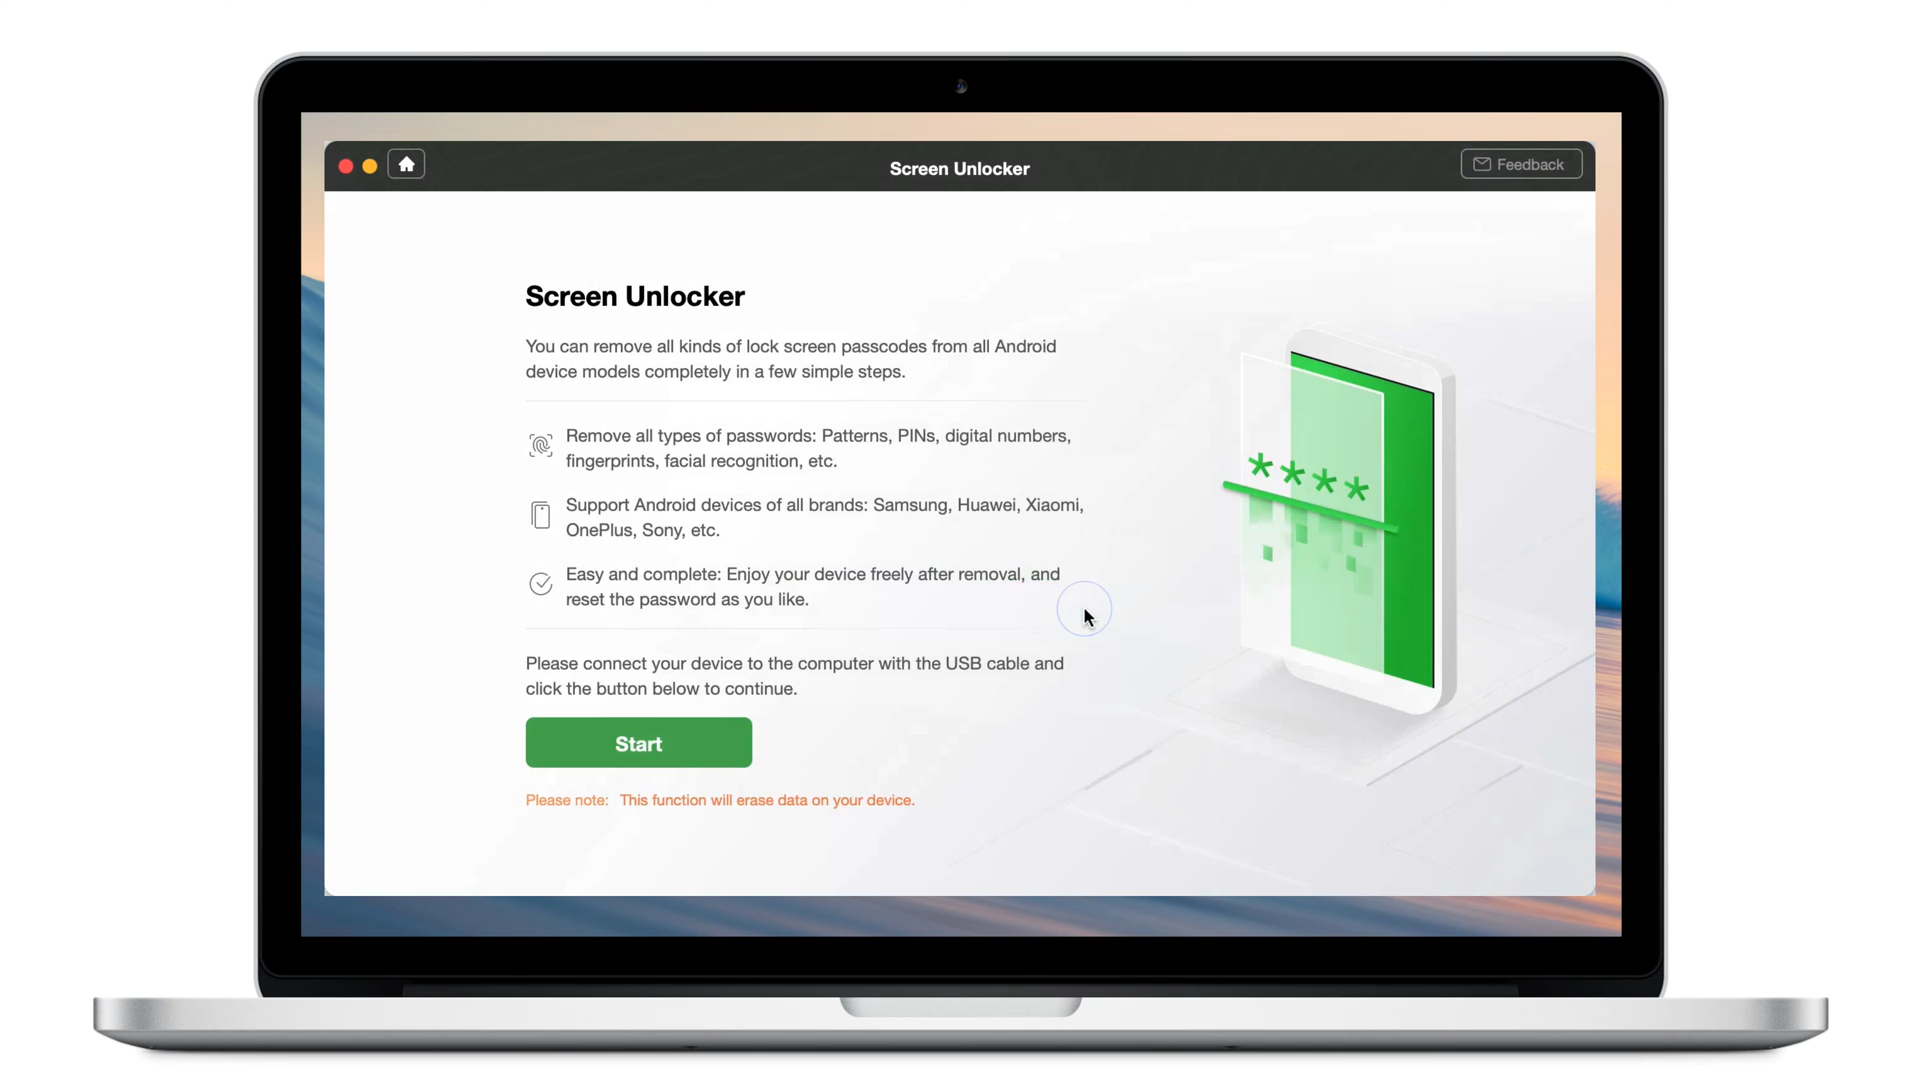 Screen Unlocker
Feedback
Screen Unlocker
You can remove all kinds of lock screen passcodes from all Android
device models completely in a few simple steps.
Remove all types of passwords: Patterns, PINs, digital numbers,
fingerprints, facial recognition, etc.
Support Android devices of all brands: Samsung, Huawei, Xiaomi,
OnePlus, Sony, etc.
Easy and complete: Enjoy your device freely after removal, and
reset the password as you like.
****
Please connect your device to the computer with the USB cable and
click the button below to continue.
Start
Please note: This function will erase data on your device.